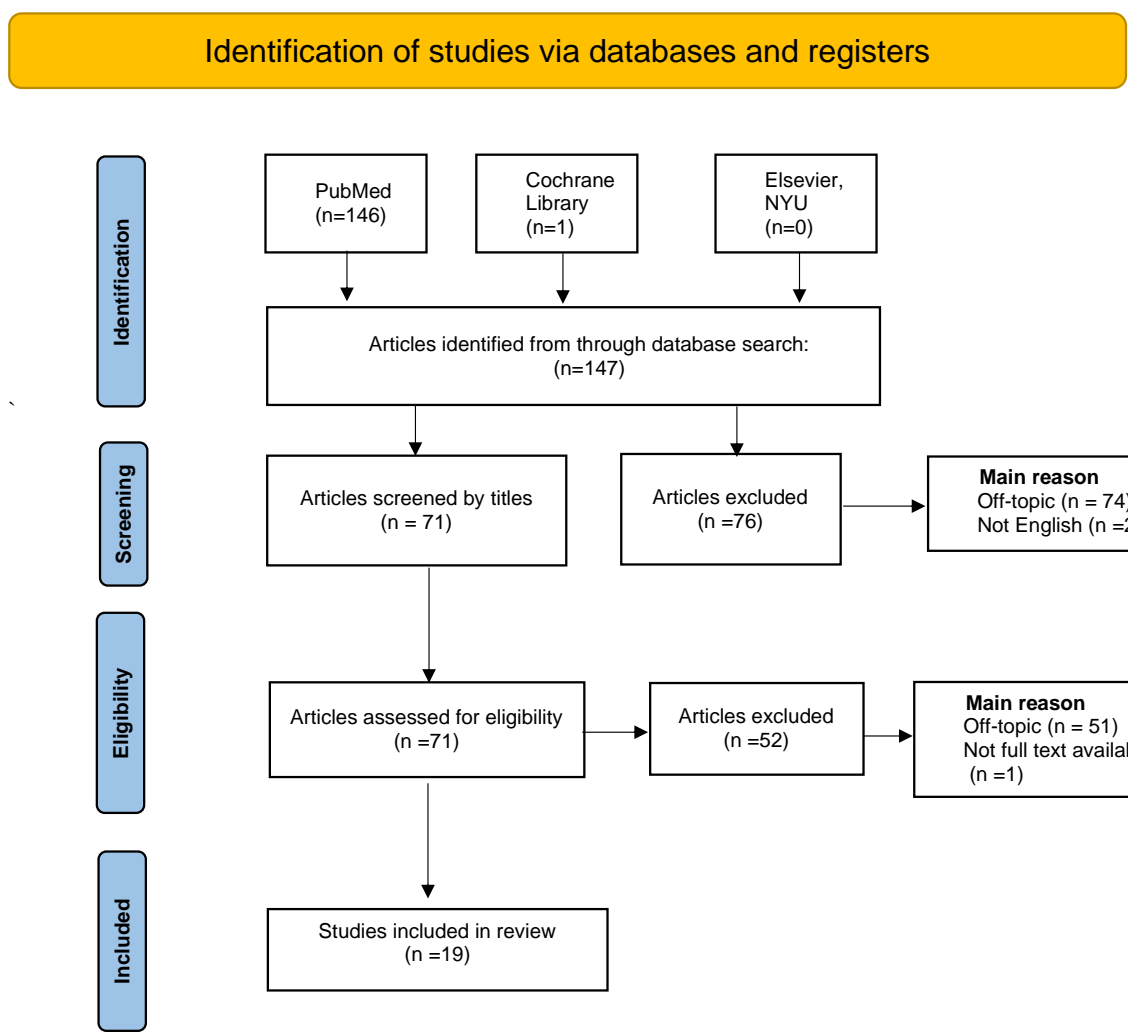 Identification of studies via databases and registers
Identification
PubMed
(n=146)
Cochrane
Library
(n=1)
Elsevier,
NYU
(n=0)
Articles identified from through database search:
(n=147)
`
Screening
Articles screened by titles
(n = 71)
Articles excluded
(n =76)
Main reason
Off-topic (n = 74)
Not English (n =2
Eligibility
Articles assessed for eligibility
(n =71)
Articles excluded
(n =52)
Main reason
Off-topic (n = 51)
Not full text
(n =1)
Included
Studies included in review
(n =19)